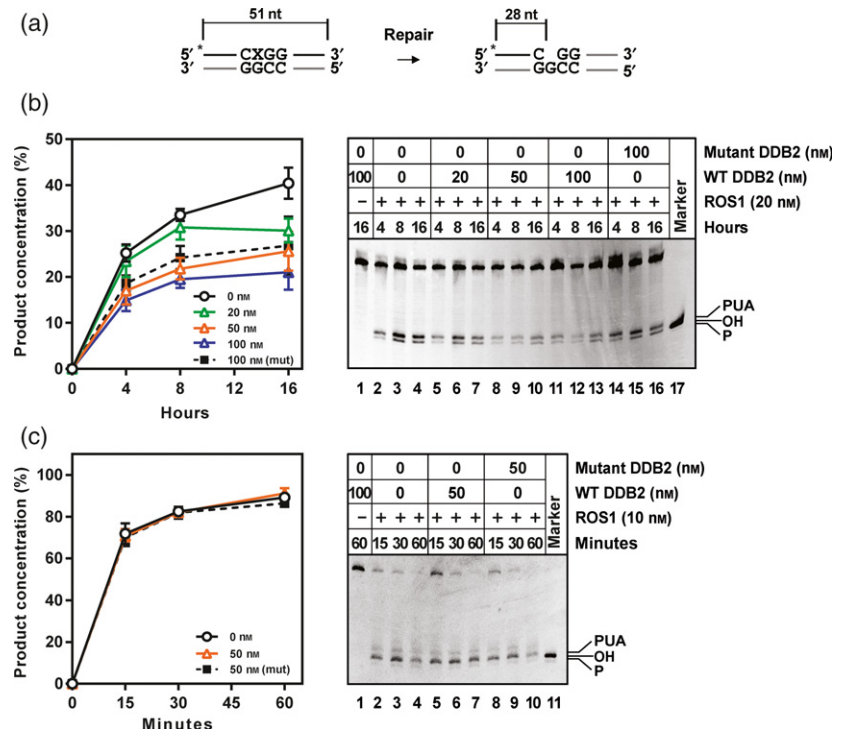 (a)
51 nt
28 nt
5′ * CXGG 3′
3′ GGCC 5′
Repair
5′ * C GG 3′
3′ GGCC 5′
(b)
Product concentration (%)
50
40
30
20
10
0
0 4 8 12 16
Hours
0 nM
20 nM
50 nM
100 nM
100 nM (mut)
0 0 0 0 0 100 Mutant DDB2 (nM)
100 0 20 50 100 0 WT DDB2 (nM)
− + + + + + + + + + + + + + + + ROS1 (20 nM)
16 4 8 16 4 8 16 4 8 16 4 8 16 4 8 16 Hours
Marker
PUA
OH
P
1 2 3 4 5 6 7 8 9 10 11 12 13 14 15 16 17
(c)
Product concentration (%)
100
80
60
40
20
0
0 15 30 45 60
Minutes
0 nM
50 nM
50 nM (mut)
0 0 0 50 Mutant DDB2 (nM)
100 0 50 0 WT DDB2 (nM)
− + + + + + + + + + ROS1 (10 nM)
60 15 30 60 15 30 60 15 30 60 Minutes
Marker
PUA
OH
P
1 2 3 4 5 6 7 8 9 10 11